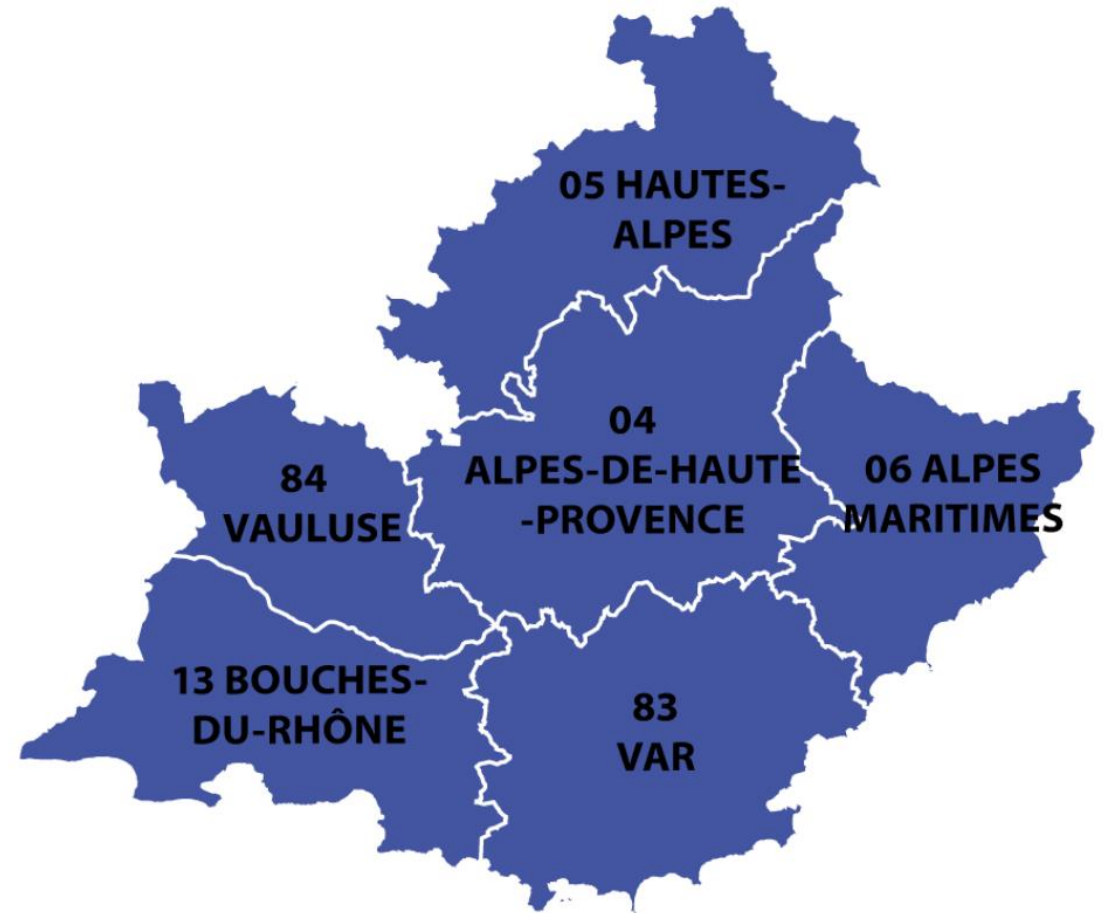 05 HAUTES-
ALPES
04
ALPES-DE-HAUTE
-PROVENCE
06 ALPES
MARITIMES
84
VAULUSE
13 BOUCHES-
DU-RHÔNE
83
VAR